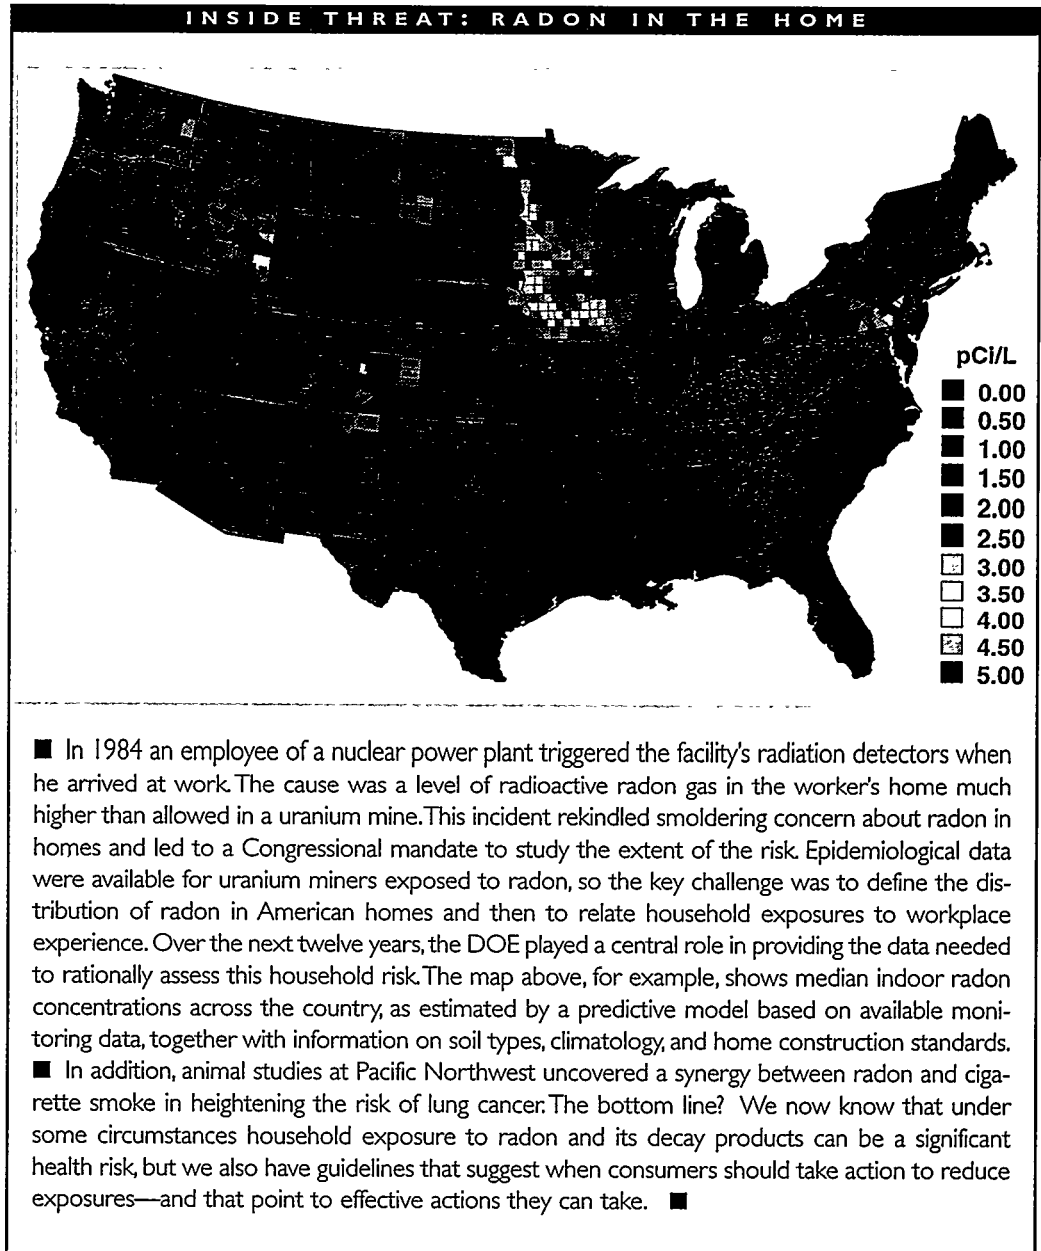 INSIDE THREAT: RADON IN THE HOME
pCi/L
0.00
0.50
1.00
1.50
2.00
2.50
3.00
3.50
4.00
4.50
5.00
■ In 1984 an employee of a nuclear power plant triggered the facility's radiation detectors when
he arrived at work. The cause was a level of radioactive radon gas in the worker's home much
higher than allowed in a uranium mine. This incident rekindled smoldering concern about radon in
homes and led to a Congressional mandate to study the extent of the risk. Epidemiological data
were available for uranium miners exposed to radon, so the key challenge was to define the dis-
tribution of radon in American homes and then to relate household exposures to workplace
experience. Over the next twelve years, the DOE played a central role in providing the data needed
to rationally assess this household risk. The map above, for example, shows median indoor radon
concentrations across the country, as estimated by a predictive model based on available moni-
toring data, together with information on soil types, climatology, and home construction standards.
■ In addition, animal studies at Pacific Northwest uncovered a synergy between radon and ciga-
rette smoke in heightening the risk of lung cancer. The bottom line? We now know that under
some circumstances household exposure to radon and its decay products can be a significant
health risk, but we also have guidelines that suggest when consumers should take action to reduce
exposures—and that point to effective actions they can take. ■